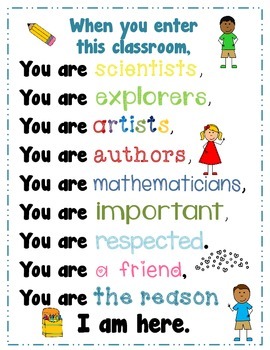 When you enter
this classroom,
You are scientists,
You are explorers,
You are artists,
You are authors,
You are mathematicians,
You are important,
You are respected.
You are a friend,
You are the reason
I am here.